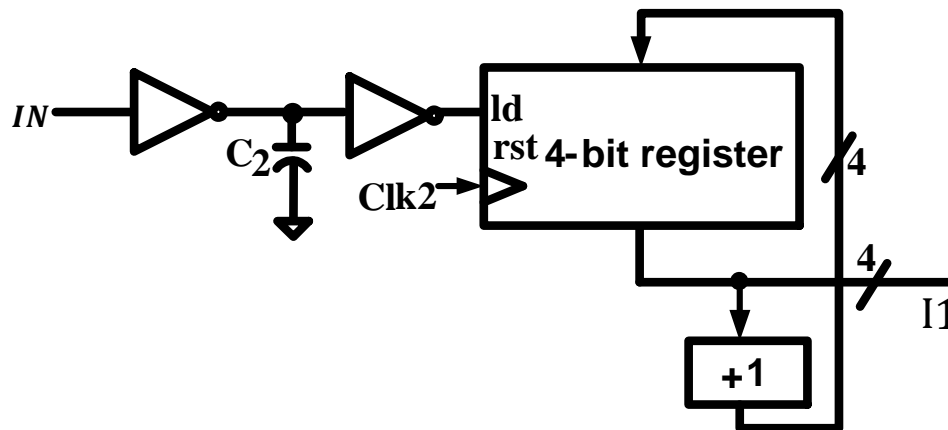 IN
C2
ld
rst
4-bit register
Clk2
4
4
I1
+1